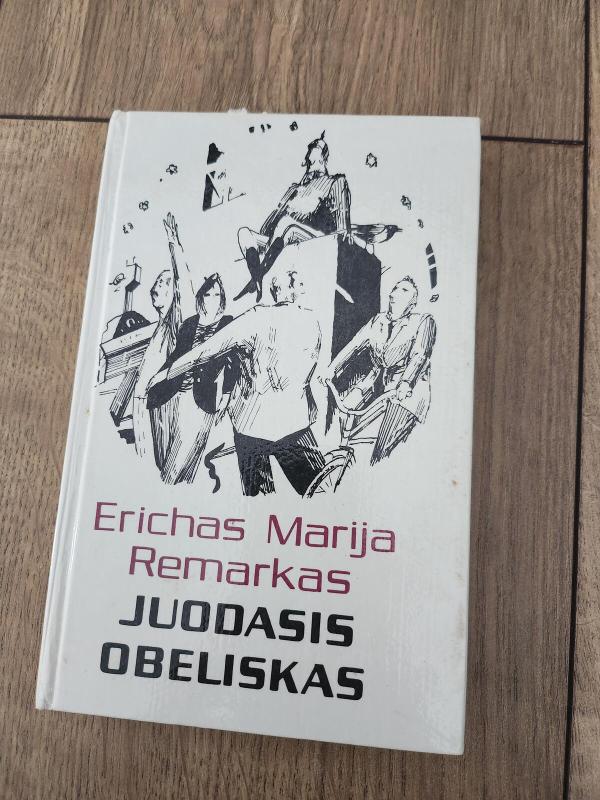 Erichas Marija
Remarkas
JUODASIS
OBELISKAS